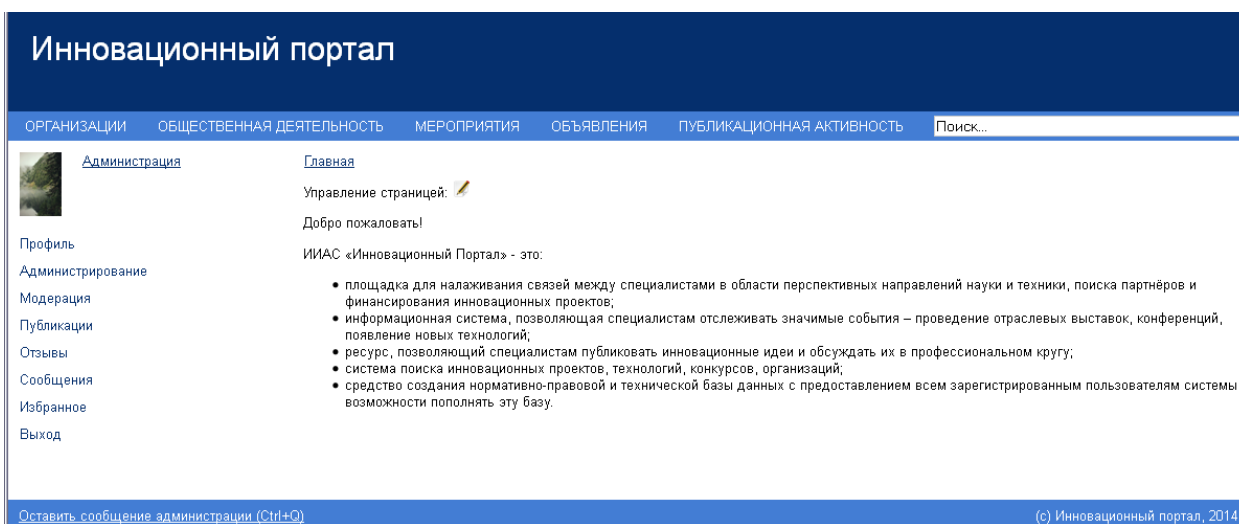 Инновационный портал
ОРГАНИЗАЦИИ ОБЩЕСТВЕННАЯ ДЕЯТЕЛЬНОСТЬ МЕРОПРИЯТИЯ ОБЪЯВЛЕНИЯ ПУБЛИКАЦИОННАЯ АКТИВНОСТЬ Поиск...
Администрация
Профиль
Администрирование
Модерация
Публикации
Отзывы
Сообщения
Избранное
Выход
Главная
Управление страницей:
Добро пожаловать!
ИИАС «Инновационный Портал» - это:
• площадка для налаживания связей между специалистами в области перспективных направлений науки и техники, поиска партнёров и
финансирования инновационных проектов;
• информационная система, позволяющая специалистам отслеживать значимые события – проведение отраслевых выставок, конференций,
появление новых технологий;
• ресурс, позволяющий специалистам публиковать инновационные идеи и обсуждать их в профессиональном кругу;
• система поиска инновационных проектов, технологий, конкурсов, организаций;
• средство создания нормативно-правовой и технической базы данных с предоставлением всем зарегистрированным пользователям системы
возможности пополнять эту базу.
Оставить сообщение администрации (Ctrl+Q)
(c) Инновационный портал, 2014